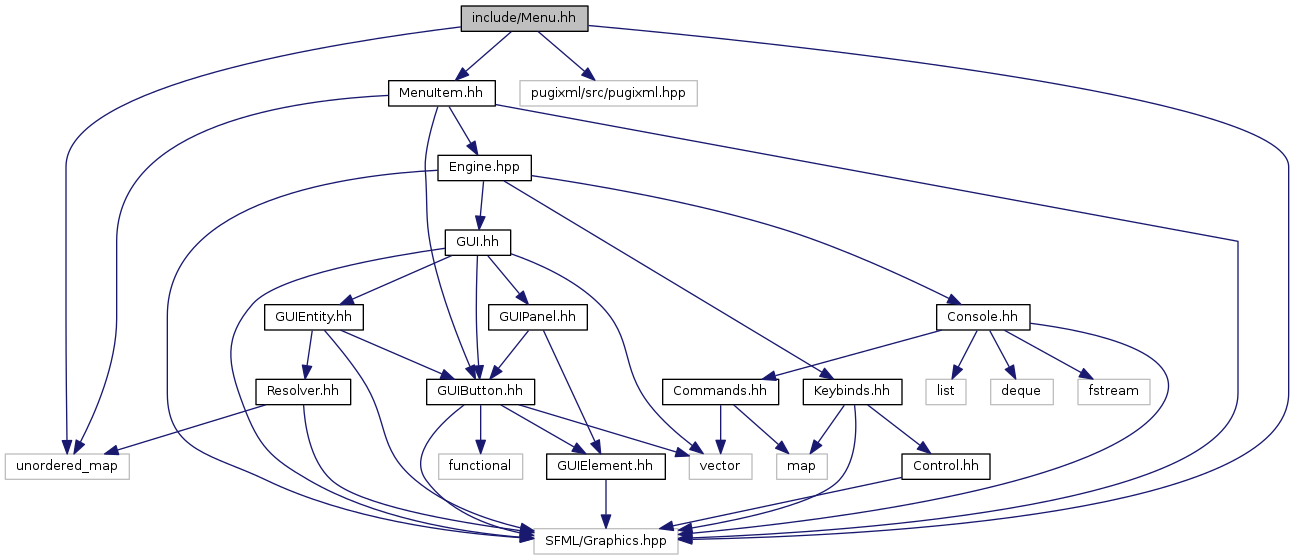 include/Menu.hh
MenuItem.hh
pugixml/src/pugixml.hpp
Engine.hpp
GUI.hh
GUIEntity.hh
GUIPanel.hh
Console.hh
Resolver.hh
GUIButton.hh
Commands.hh
Keybinds.hh
list
deque
fstream
unordered_map
functional
GUIElement.hh
vector
map
Control.hh
SFML/Graphics.hpp